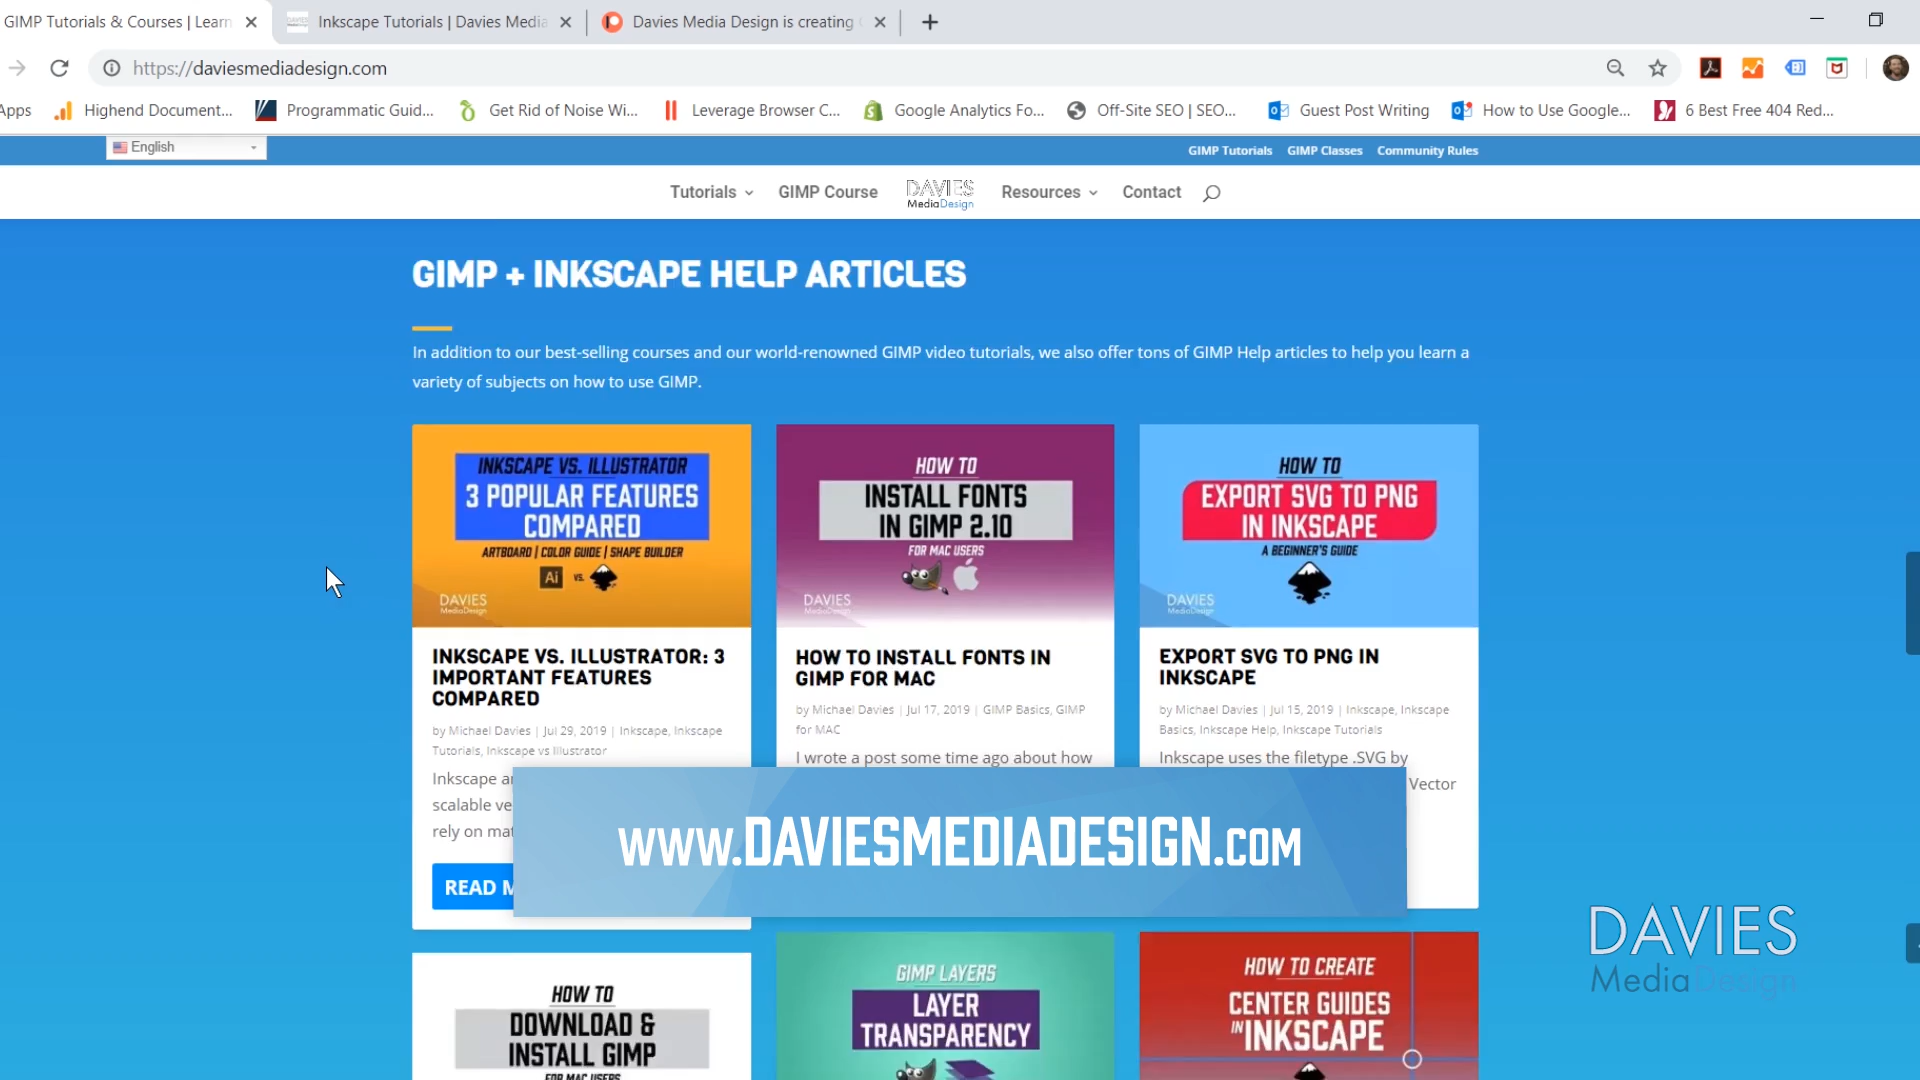 GIMP Tutorials & Courses | Learn
Inkscape Tutorials | Davies Media
Davies Media Design is creating
https://daviesmediadesign.com
Apps
Highend Document...
Programmatic Guid...
Get Rid of Noise Wi...
Leverage Browser C...
Google Analytics Fo...
Off-Site SEO | SEO...
Guest Post Writing
How to Use Google...
6 Best Free 404 Red...
English
GIMP Tutorials
GIMP Classes
Community Rules
Tutorials
GIMP Course
DAVIES
MediaDesign
Resources
Contact
GIMP + INKSCAPE HELP ARTICLES
In addition to our best-selling courses and our world-renowned GIMP video tutorials, we also offer tons of GIMP Help articles to help you learn a
variety of subjects on how to use GIMP.
INKSCAPE VS. ILLUSTRATOR
3 POPULAR FEATURES
COMPARED
ARTBOARD | COLOR GUIDE | SHAPE BUILDER
Ai VS.
DAVIES
MediaDesign
INKSCAPE VS. ILLUSTRATOR: 3
IMPORTANT FEATURES
COMPARED
by Michael Davies | Jul 29, 2019 | Inkscape, Inkscape
Tutorials, Inkscape vs Illustrator
Inkscape a
scalable ve
rely on mat
READ M
HOW TO
INSTALL FONTS
IN GIMP 2.10
FOR MAC USERS
DAVIES
MediaDesign
HOW TO INSTALL FONTS IN
GIMP FOR MAC
by Michael Davies | Jul 17, 2019 | GIMP Basics, GIMP
for MAC
I wrote a post some time ago about how
HOW TO
EXPORT SVG TO PNG
IN INKSCAPE
A BEGINNER'S GUIDE
DAVIES
MediaDesign
EXPORT SVG TO PNG IN
INKSCAPE
by Michael Davies | Jul 15, 2019 | Inkscape, Inkscape
Basics, Inkscape Help, Inkscape Tutorials
Inkscape uses the filetype .SVG by
Vector
WWW.DAVIESMEDIADESIGN.COM
HOW TO
DOWNLOAD &
INSTALL GIMP
FOR MAC USERS
GIMP LAYERS
LAYER
TRANSPARENCY
HOW TO CREATE
CENTER GUIDES
IN INKSCAPE
DAVIES
MediaDesign